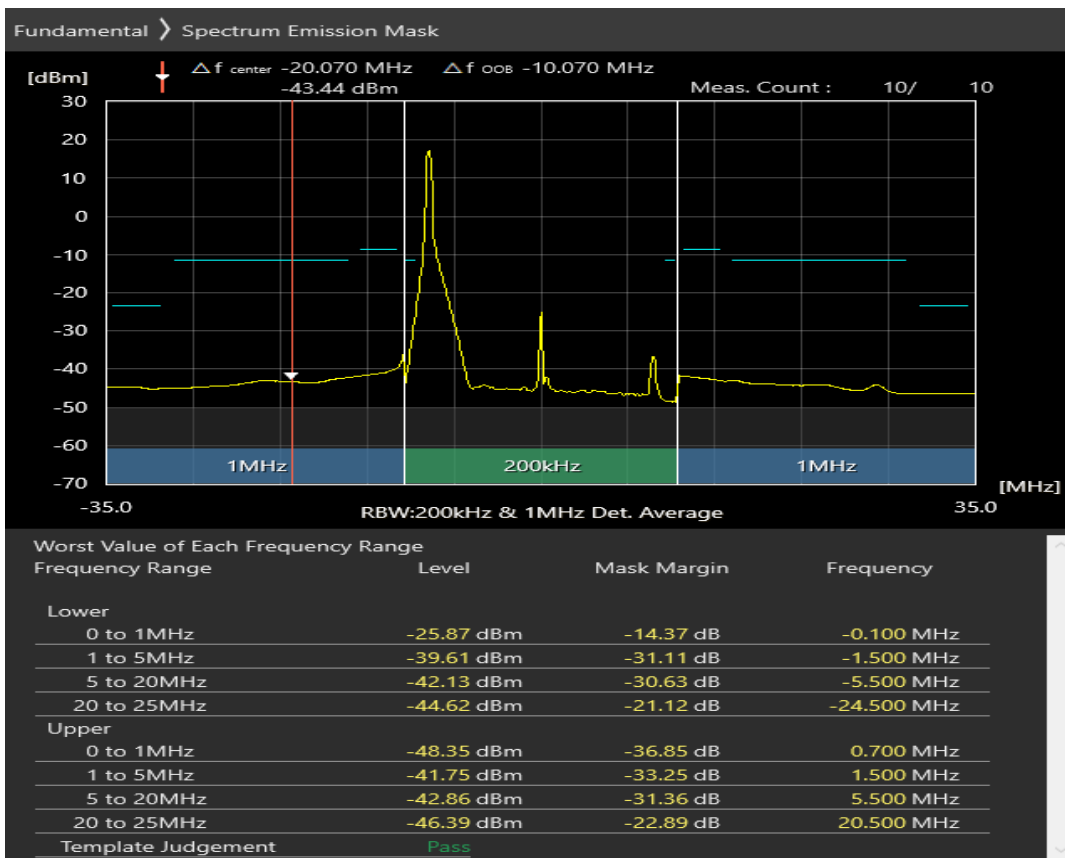 Fundamental 〉 Spectrum Emission Mask
[dBm] △f center -20.070 MHz △f OOB -10.070 MHz
-43.44 dBm Meas. Count : 10/ 10
30
20
10
0
-10
-20
-30
-40
-50
-60
1MHz 200kHz 1MHz
-70
[MHz]
-35.0 RBW:200kHz & 1MHz Det. Average 35.0
Worst Value of Each Frequency Range
Frequency Range Level Mask Margin Frequency
Lower
0 to 1MHz -25.87 dBm -14.37 dB -0.100 MHz
1 to 5MHz -39.61 dBm -31.11 dB -1.500 MHz
5 to 20MHz -42.13 dBm -30.63 dB -5.500 MHz
20 to 25MHz -44.62 dBm -21.12 dB -24.500 MHz
Upper
0 to 1MHz -48.35 dBm -36.85 dB 0.700 MHz
1 to 5MHz -41.75 dBm -33.25 dB 1.500 MHz
5 to 20MHz -42.86 dBm -31.36 dB 5.500 MHz
20 to 25MHz -46.39 dBm -22.89 dB 20.500 MHz
Template Judgement Pass